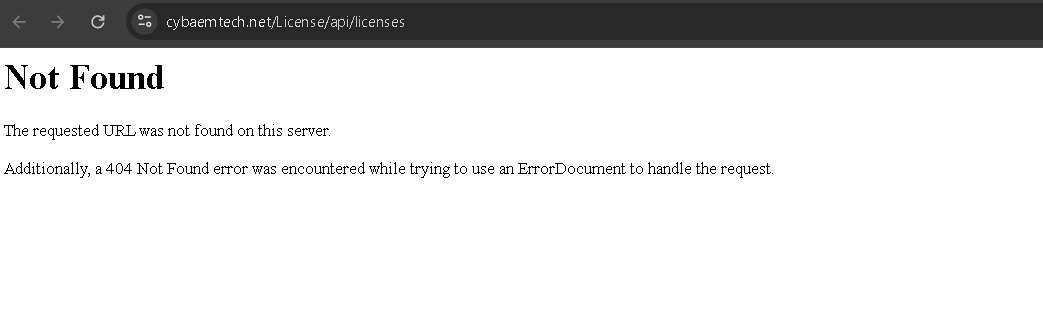 cybaemtech.net/License/api/licenses
Not Found
The requested URL was not found on this server.
Additionally, a 404 Not Found error was encountered while trying to use an ErrorDocument to handle the request.